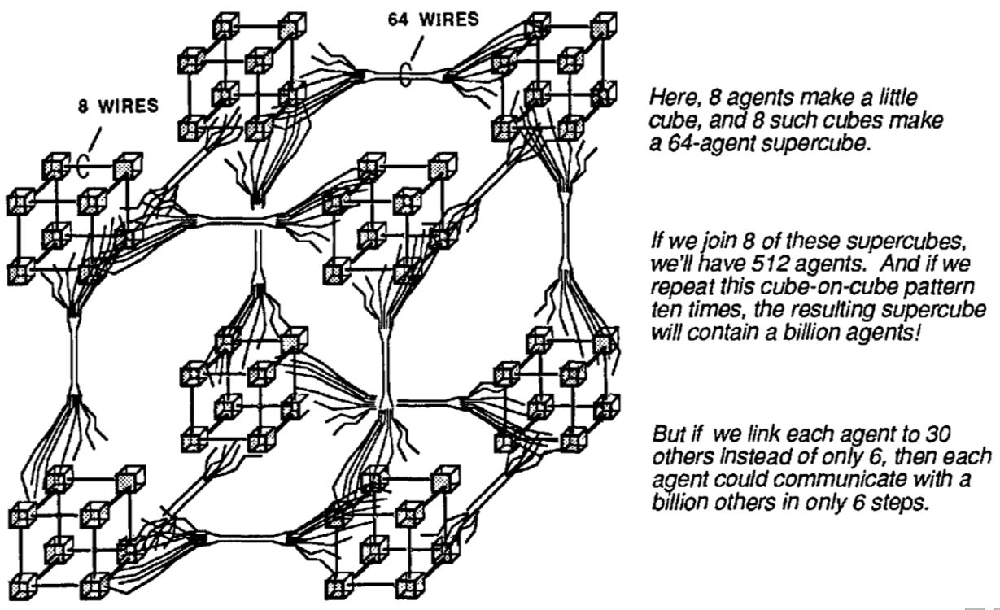 64 WIRES
8 WIRES
Here, 8 agents make a little
cube, and 8 such cubes make
a 64-agent supercube.
If we join 8 of these supercubes,
we'll have 512 agents. And if we
repeat this cube-on-cube pattern
ten times, the resulting supercube
will contain a billion agents!
But if we link each agent to 30
others instead of only 6, then each
agent could communicate with a
billion others in only 6 steps.